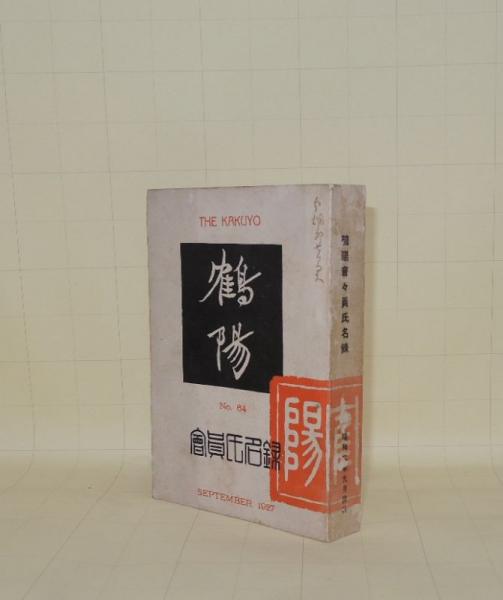 THE KAKUYO
鶴陽
No. 64
會員氏名録
SEPTEMBER 1927
鶴陽會々員氏名録
陽